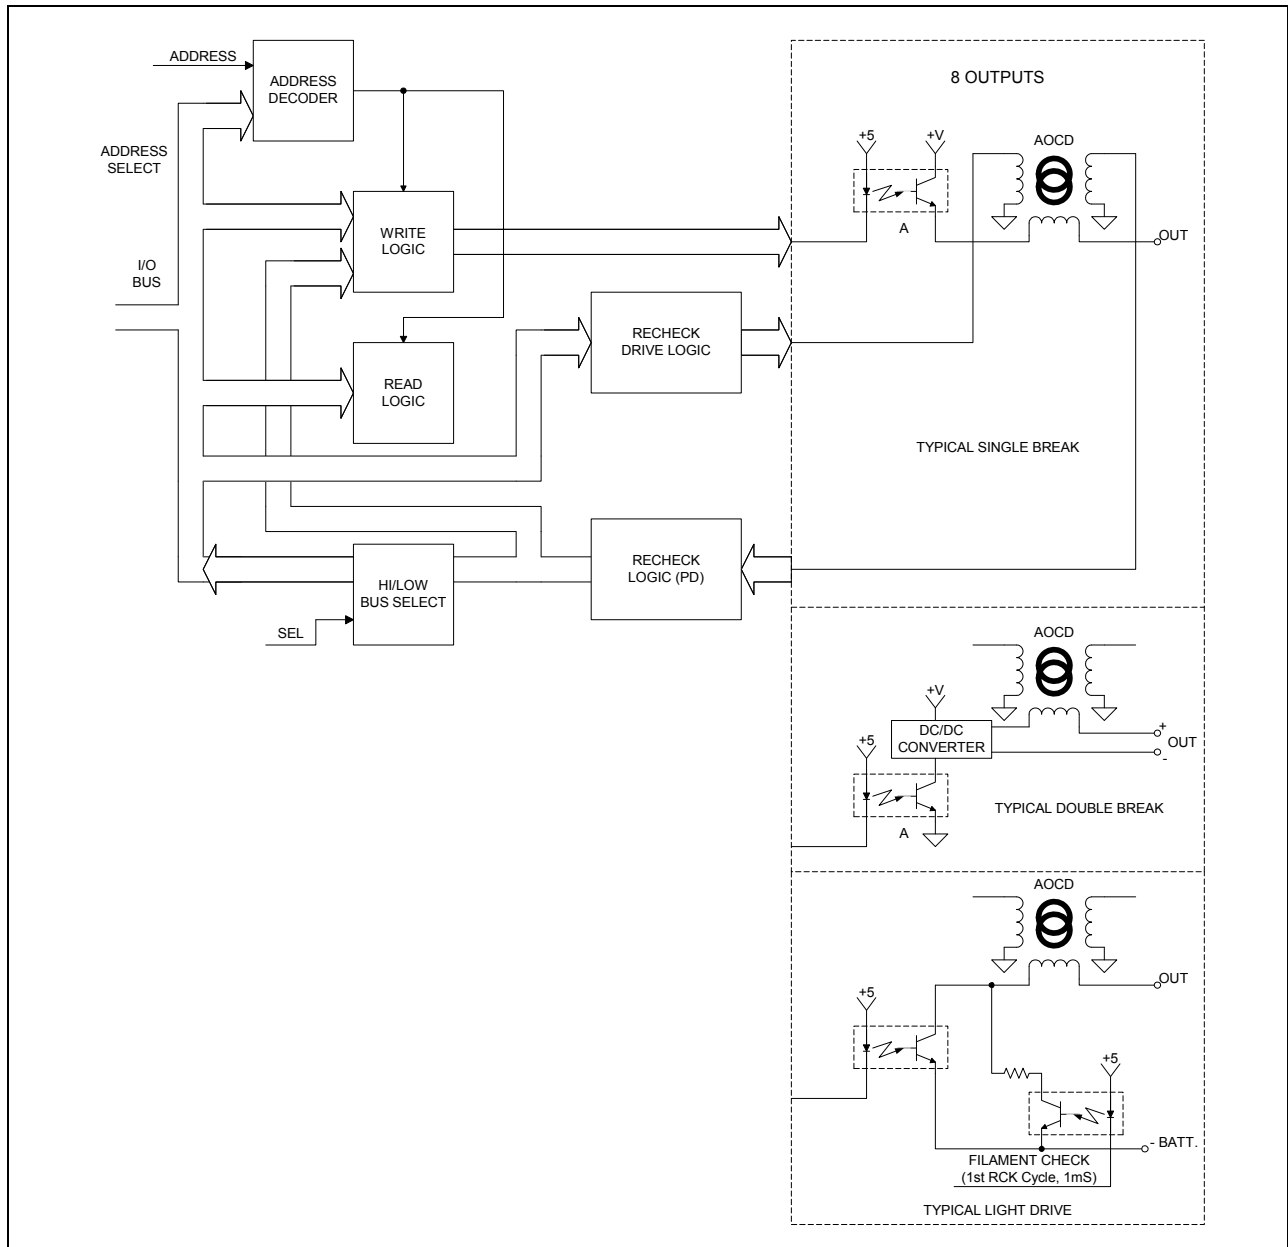 ADDRESS
ADDRESS
DECODER
8 OUTPUTS
+5
+V
AOCD
ADDRESS
SELECT
A
WRITE
LOGIC
OUT
I/O
BUS
RECHECK
DRIVE LOGIC
READ
LOGIC
TYPICAL SINGLE BREAK
RECHECK
LOGIC (PD)
HI/LOW
BUS SELECT
SEL
AOCD
+V
+
DC/DC
CONVERTER
OUT
-
+5
TYPICAL DOUBLE BREAK
A
AOCD
OUT
+5
+5
- BATT.
FILAMENT CHECK
(1st RCK Cycle, 1mS)
TYPICAL LIGHT DRIVE